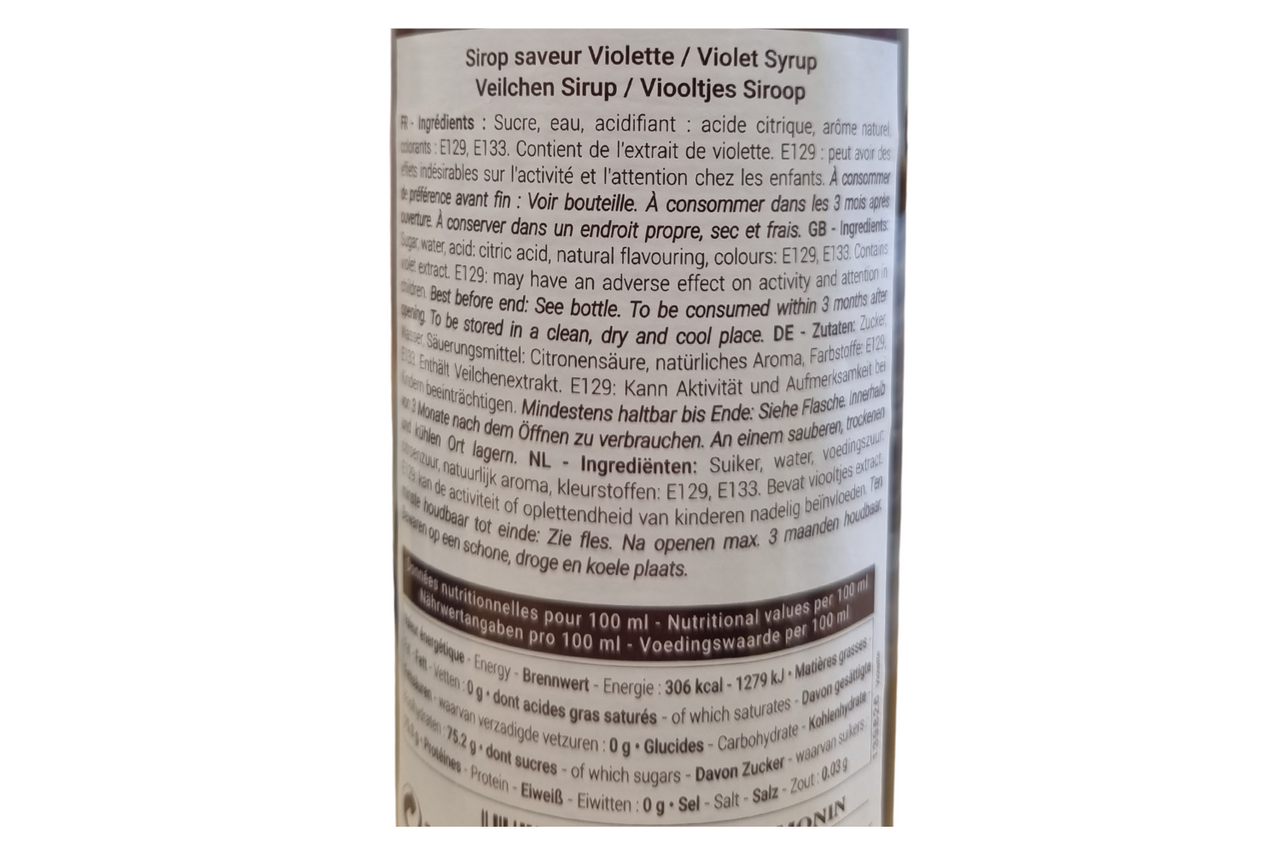 Sirop saveur Violette / Violet Syrup
Veilchen Sirup / Viooltjes Siroop
FR - Ingrédients : Sucre, eau, acidifiant : acide citrique, arôme naturel,
colorants : E129, E133. Contient de l'extrait de violette. E129 : peut avoir des
effets indésirables sur l'activité et l'attention chez les enfants. À consommer
de préférence avant fin : Voir bouteille. À consommer dans les 3 mois après
ouverture. À conserver dans un endroit propre, sec et frais. GB - Ingredients:
Sugar, water, acid: citric acid, natural flavouring, colours: E129, E133. Contains
violet extract. E129: may have an adverse effect on activity and attention in
children. Best before end: See bottle. To be consumed within 3 months after
opening. To be stored in a clean, dry and cool place. DE - Zutaten: Zucker,
Wasser, Säuerungsmittel: Citronensäure, natürliches Aroma, Farbstoffe: E129,
E133. Enthält Veilchenextrakt. E129: Kann Aktivität und Aufmerksamkeit bei
Kindern beeinträchtigen. Mindestens haltbar bis Ende: Siehe Flasche. Innerhalb
von 3 Monate nach dem Öffnen zu verbrauchen. An einem sauberen, trockenen
und kühlen Ort lagern. NL - Ingrediënten: Suiker, water, voedingszuur:
citroenzuur, natuurlijk aroma, kleurstoffen: E129, E133. Bevat viooltjes extract.
E129: kan de activiteit of oplettendheid van kinderen nadelig beïnvloeden. Ten
minste houdbaar tot einde: Zie fles. Na openen max. 3 maanden houdbaar.
Bewaren op een schone, droge en koele plaats.
Données nutritionnelles pour 100 ml - Nutritional values per 100 ml
Nährwertangaben pro 100 ml - Voedingswaarde per 100 ml
Valeur énergétique - Energy - Brennwert - Energie : 306 kcal - 1279 kJ • Matières grasses -
Fat - Fett - Vetten : 0 g • dont acides gras saturés - of which saturates - Davon gesättigte
Fettsäuren - waarvan verzadigde vetzuren : 0 g • Glucides - Carbohydrate - Kohlenhydrate -
Koolhydraten : 75.2 g • dont sucres - of which sugars - Davon Zucker - waarvan suikers :
g • Protéines - Protein - Eiweiß - Eiwitten : 0 g • Sel - Salt - Salz - Zout : 0.03 g
MONIN